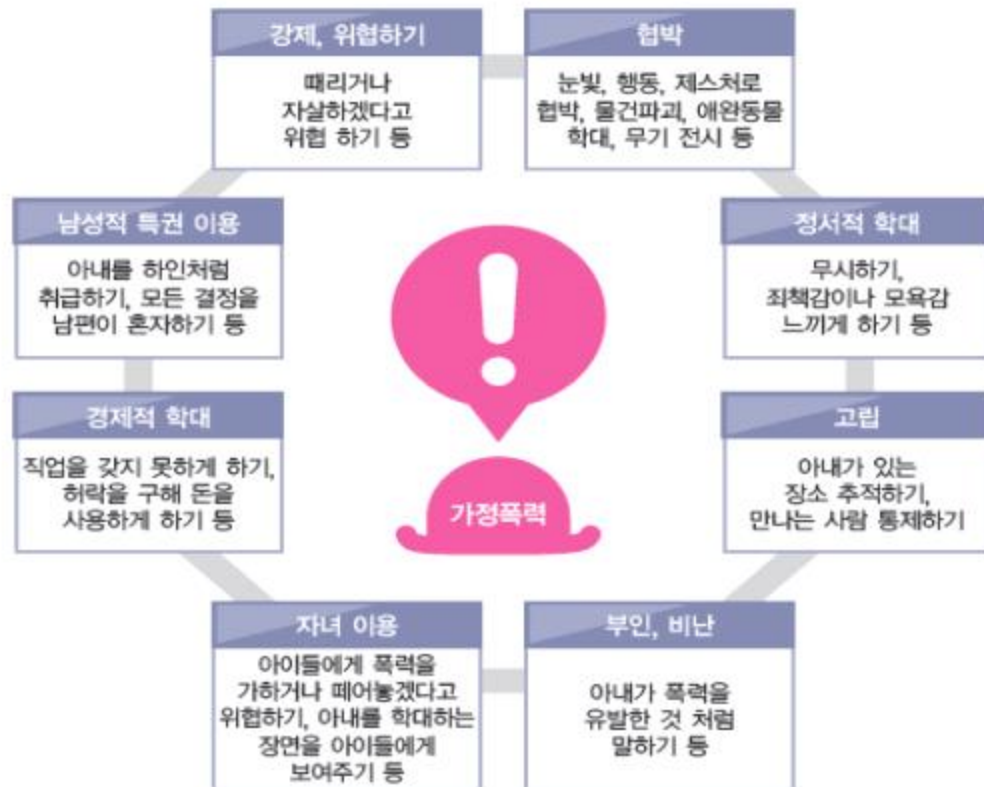 강제, 위협하기
때리거나
자살하겠다고
위협 하기 등
협박
눈빛, 행동, 제스처로
협박, 물건파괴, 애완동물
학대, 무기 전시 등
남성적 특권 이용
아내를 하인처럼
취급하기, 모든 결정을
남편이 혼자하기 등
정서적 학대
무시하기,
죄책감이나 모욕감
느끼게 하기 등
경제적 학대
직업을 갖지 못하게 하기,
허락을 구해 돈을
사용하게 하기 등
고립
아내가 있는
장소 추적하기,
만나는 사람 통제하기
가정폭력
자녀 이용
아이들에게 폭력을
가하거나 떼어놓겠다고
위협하기, 아내를 학대하는
장면을 아이들에게
보여주기 등
부인, 비난
아내가 폭력을
유발한 것 처럼
말하기 등